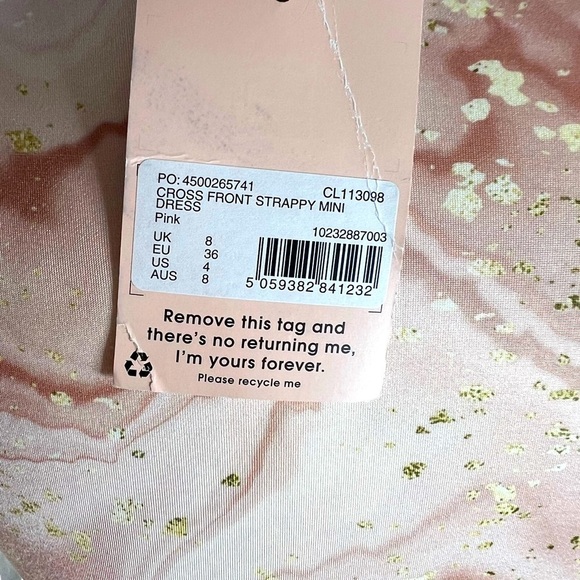 PO: 4500265741 CL113098
CROSS FRONT STRAPPY MINI
DRESS
Pink
10232887003
UK 8
EU 36
US 4
AUS 8
5 059382 841232
Remove this tag and
there's no returning me,
I'm yours forever.
Please recycle me